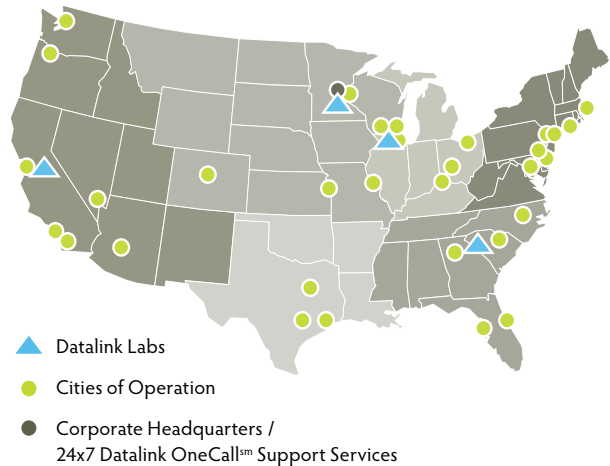 Datalink Labs
Cities of Operation
Corporate Headquarters /
24x7 Datalink OneCall℠ Support Services